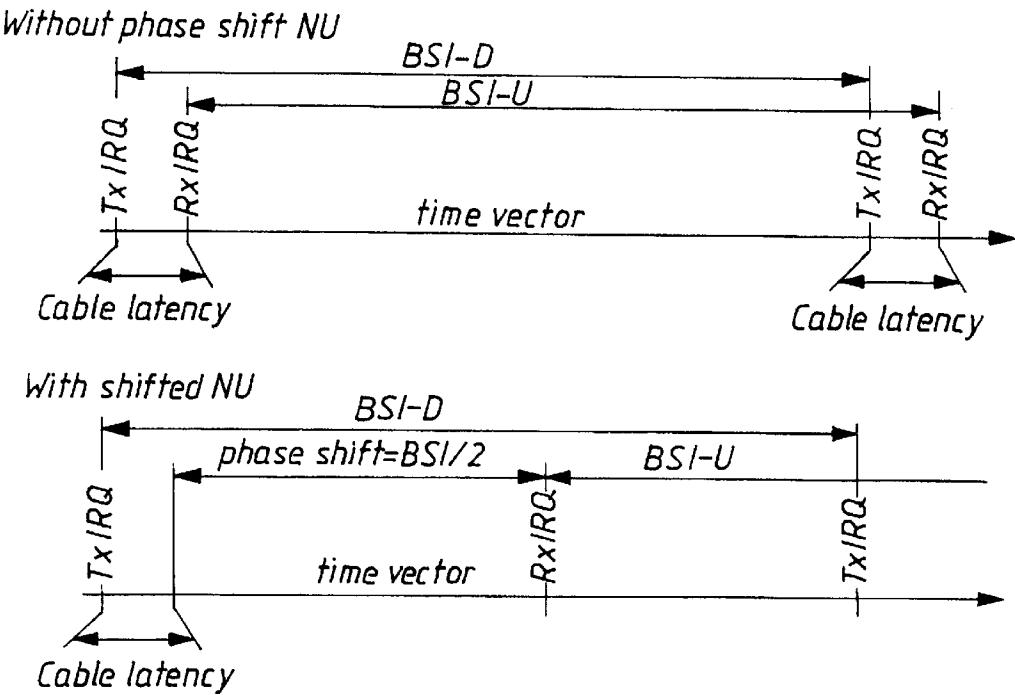 Without phase shift NU
BSI-D
BSI-U
Tx IRQ
Rx IRQ
Tx IRQ
Rx IRQ
time vector
Cable latency
Cable latency
With shifted NU
BSI-D
phase shift=BSI/2
BSI-U
Tx IRQ
Rx IRQ
Tx IRQ
time vector
Cable latency